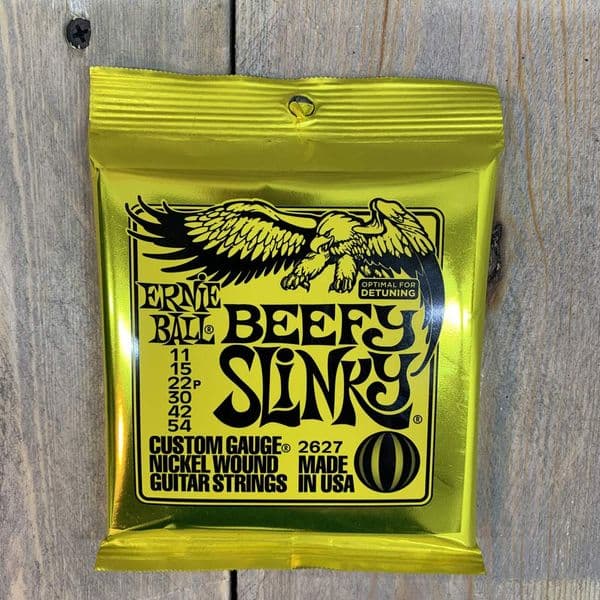 OPTIMAL FOR
DETUNING
ERNIE
BALL®
BEEFY
SLINKY®
11
15
22P
30
42
54
CUSTOM GAUGE®
NICKEL WOUND
GUITAR STRINGS
2627
MADE
IN USA